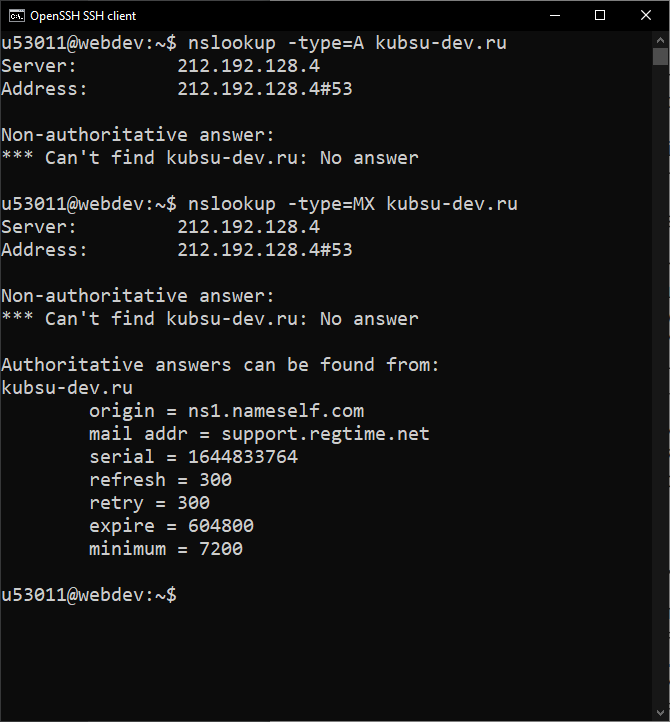 OpenSSH SSH client
u53011@webdev:~$ nslookup -type=A kubsu-dev.ru
Server:         212.192.128.4
Address:        212.192.128.4#53
Non-authoritative answer:
*** Can't find kubsu-dev.ru: No answer
u53011@webdev:~$ nslookup -type=MX kubsu-dev.ru
Server:         212.192.128.4
Address:        212.192.128.4#53
Non-authoritative answer:
*** Can't find kubsu-dev.ru: No answer
Authoritative answers can be found from:
kubsu-dev.ru
        origin = ns1.nameself.com
        mail addr = support.regtime.net
        serial = 1644833764
        refresh = 300
        retry = 300
        expire = 604800
        minimum = 7200
u53011@webdev:~$